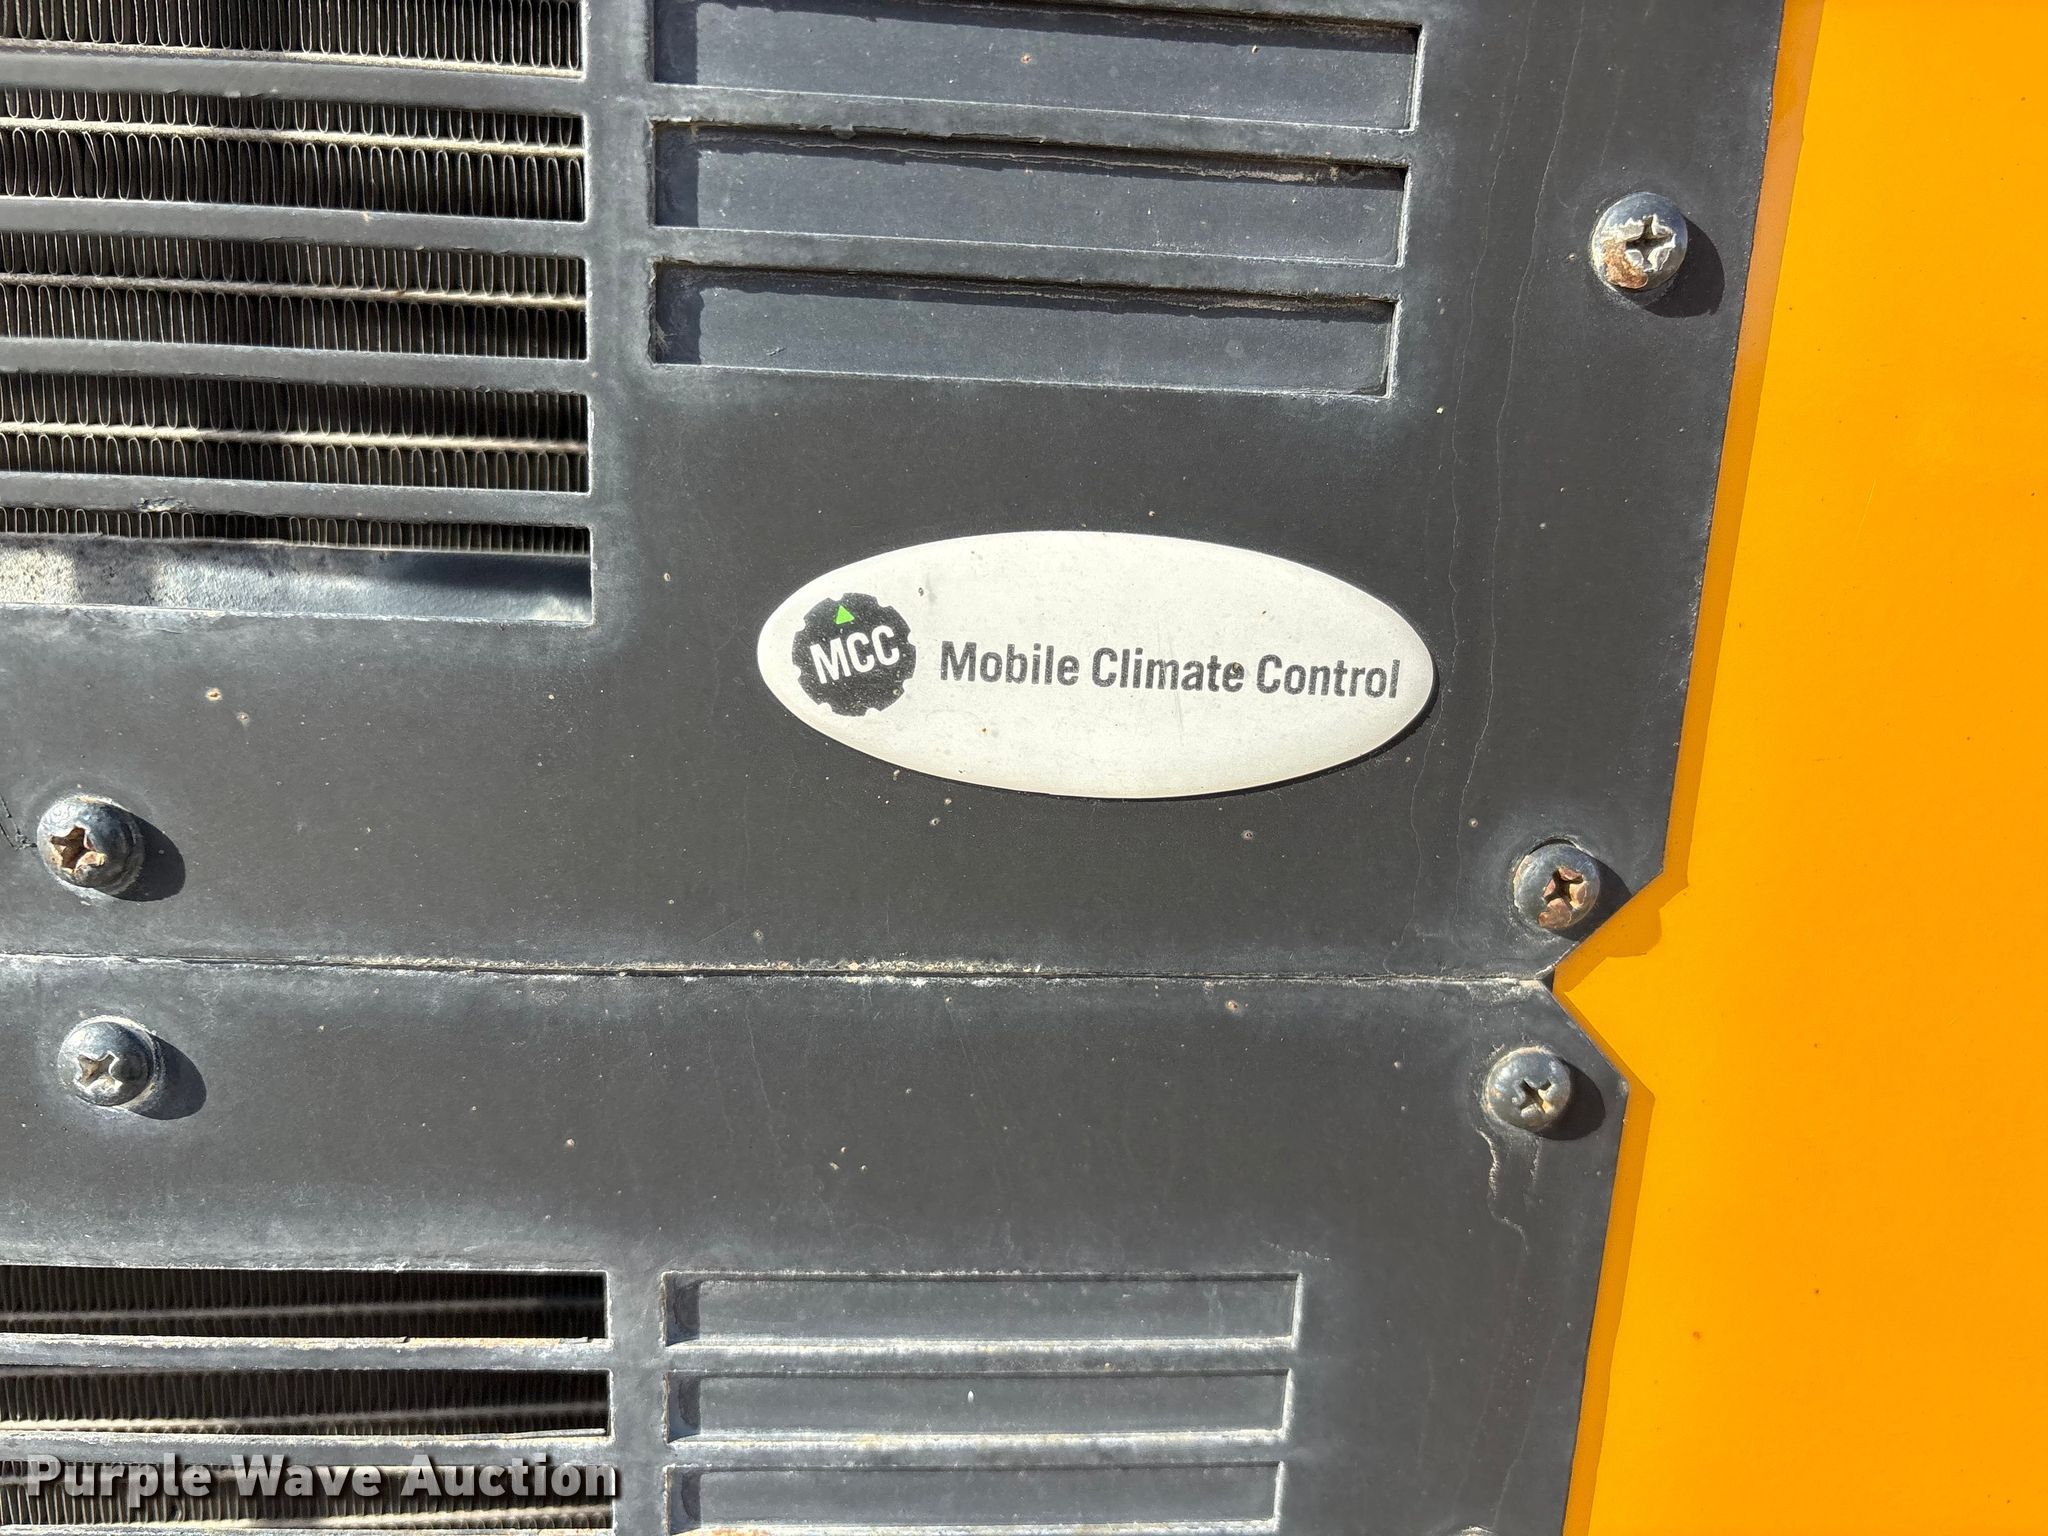 MCC
Mobile Climate Control
Purple Wave Auction